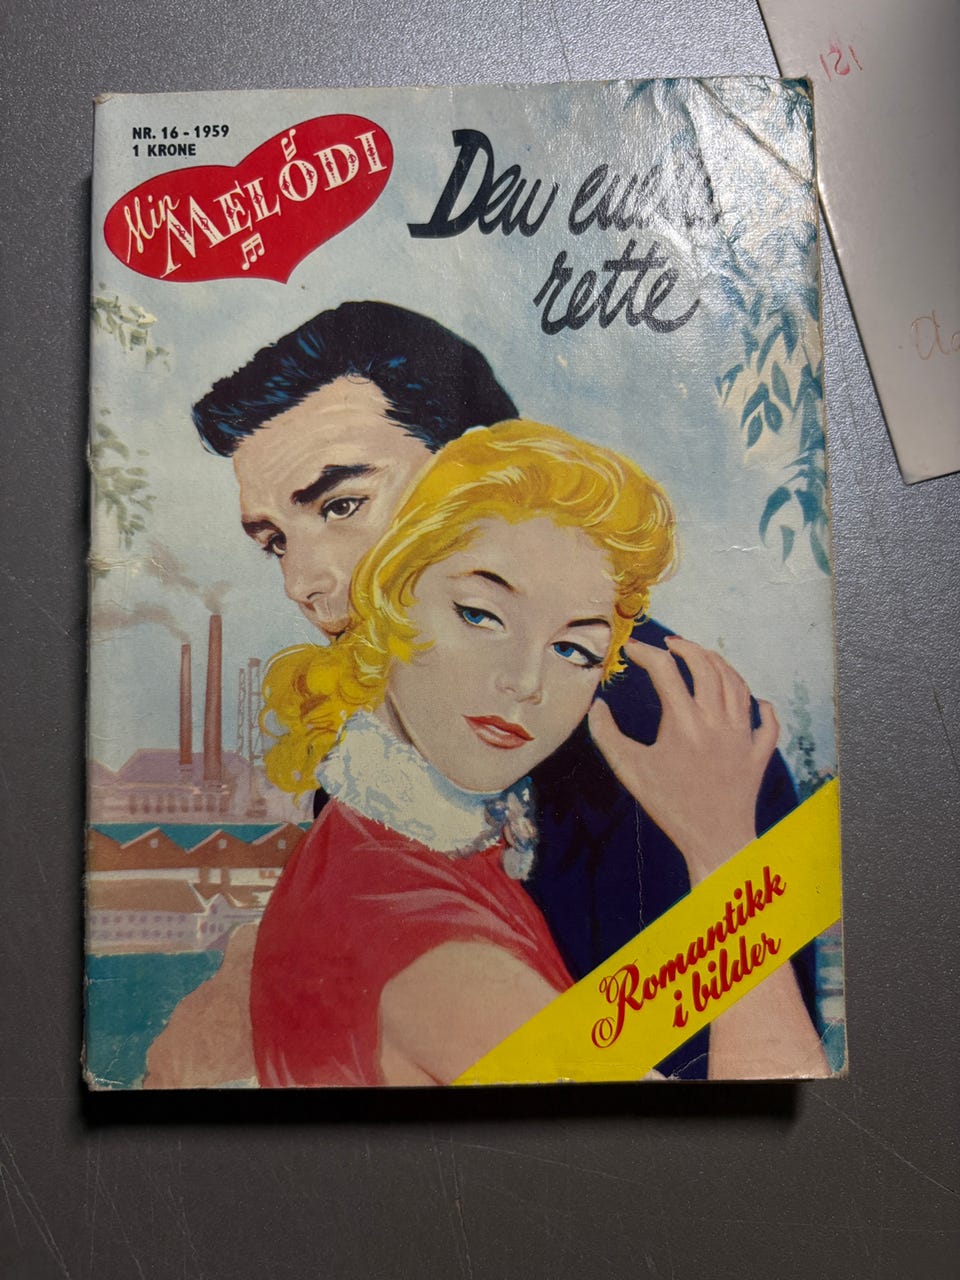 NR. 16 - 1959
1 KRONE
Min
MELODI
Den
rette
Romantikk
i bilder